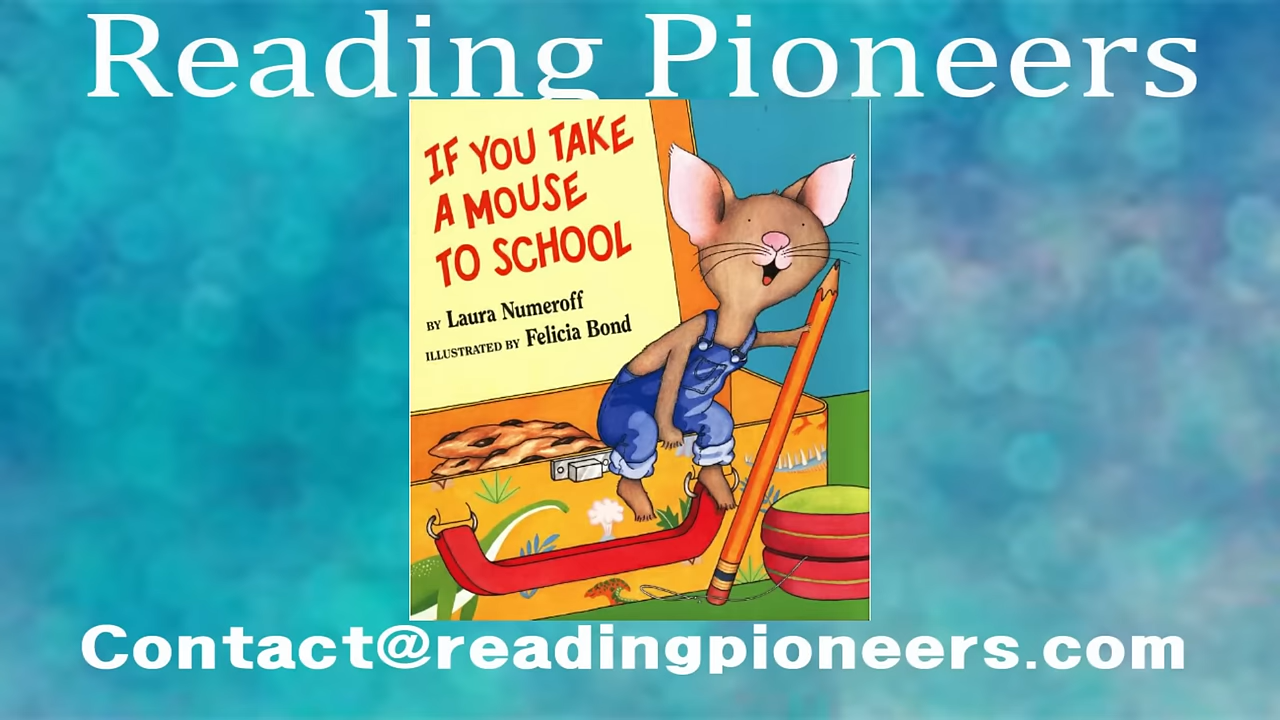 Reading Pioneers
IF YOU TAKE
A MOUSE
TO SCHOOL
BY Laura Numeroff
ILLUSTRATED BY Felicia Bond
Contact@readingpioneers.com